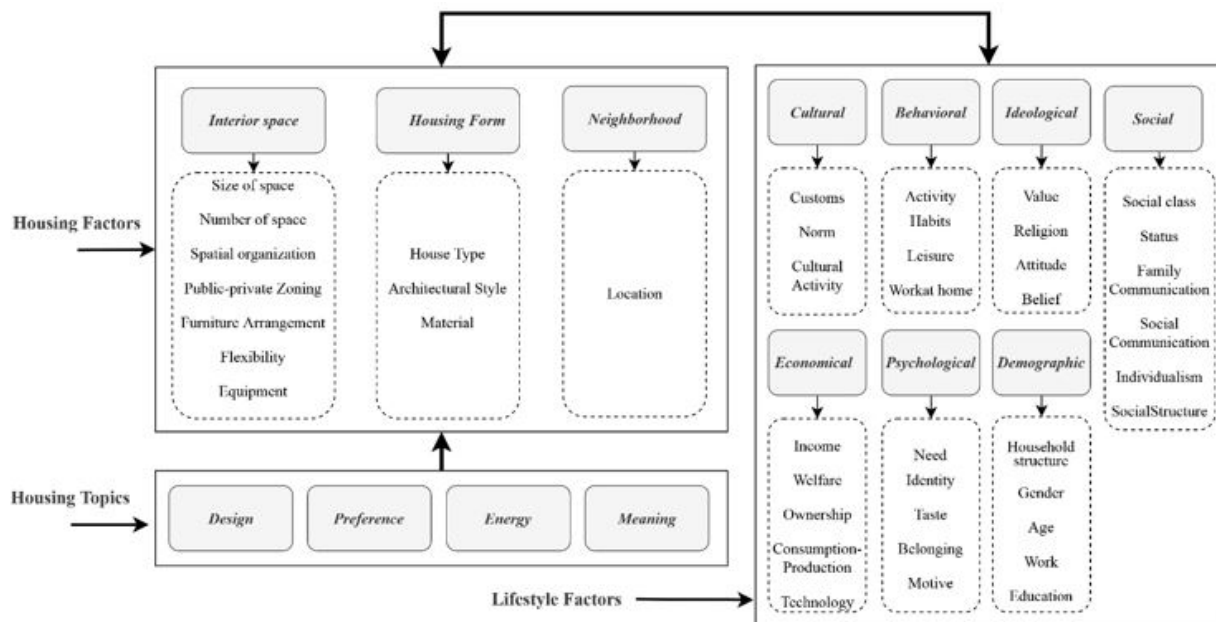 Housing Factors
Interior space
Size of space
Number of space
Spatial organization
Public-private Zoning
Furniture Arrangement
Flexibility
Equipment
Housing Form
House Type
Architectural Style
Material
Neighborhood
Location
Housing Topics
Design
Preference
Energy
Meaning
Lifestyle Factors
Cultural
Customs
Norm
Cultural
Activity
Behavioral
Activity
Habits
Leisure
Workat home
Ideological
Value
Religion
Attitude
Belief
Social
Social class
Status
Family
Communication
Social
Communication
Individualism
SocialStructure
Economical
Income
Welfare
Ownership
Consumption-
Production
Technology
Psychological
Need
Identity
Taste
Belonging
Motive
Demographic
Household
structure
Gender
Age
Work
Education